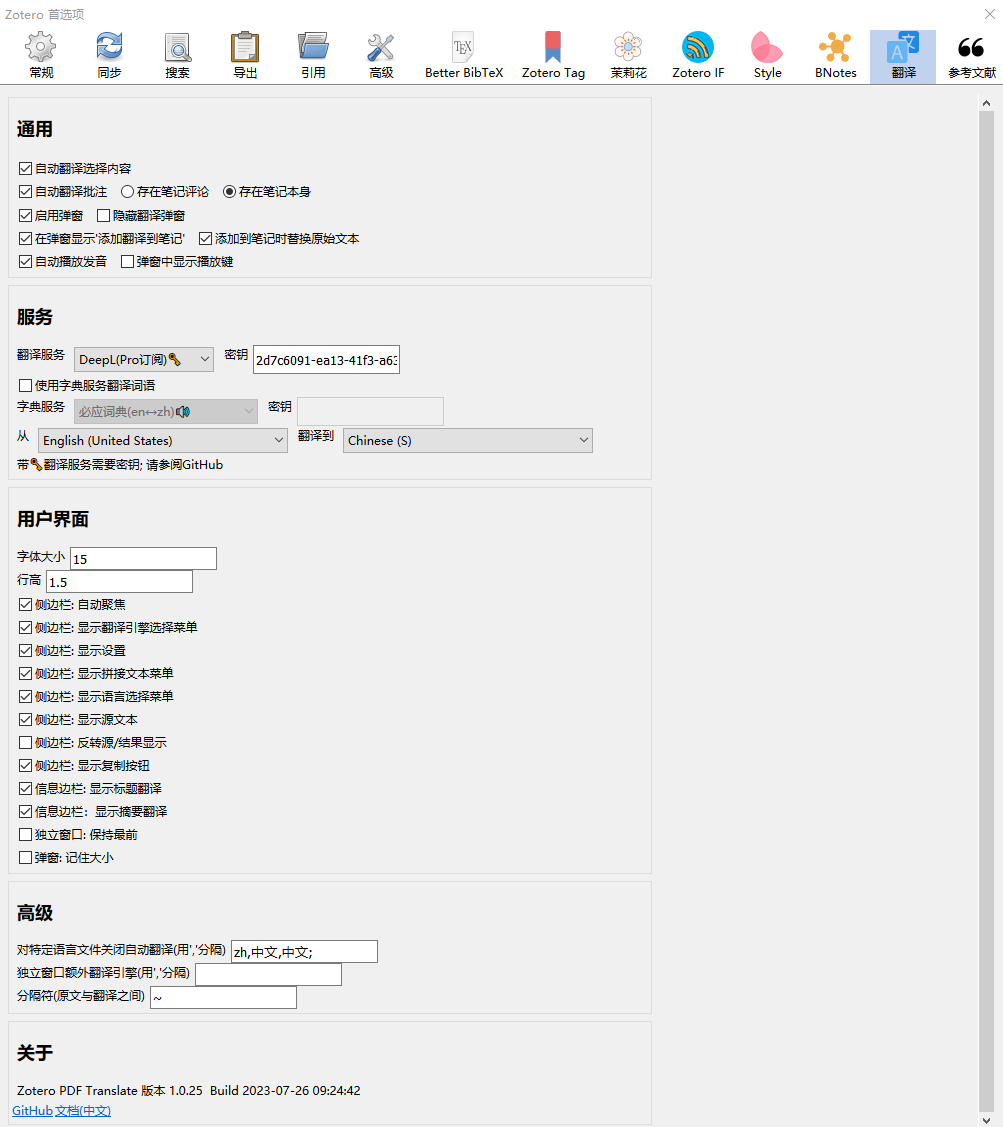 Zotero 首选项
常规 同步 搜索 导出 引用 高级 Better BibTeX Zotero Tag 茉莉花 Zotero IF Style BNotes 翻译 参考文献
通用
自动翻译选择内容
自动翻译批注 存在笔记评论 存在笔记本身
启用弹窗 隐藏翻译弹窗
在弹窗显示'添加翻译到笔记' 添加到笔记时替换原始文本
自动播放发音 弹窗中显示播放键
服务
翻译服务 DeepL(Pro订阅)🔑 密钥 2d7c6091-ea13-41f3-a63
使用字典服务翻译词语
字典服务 必应词典(en↔zh)🔊 密钥
从 English (United States) 翻译到 Chinese (S)
带🔑翻译服务需要密钥; 请参阅GitHub
用户界面
字体大小 15
行高 1.5
侧边栏: 自动聚焦
侧边栏: 显示翻译引擎选择菜单
侧边栏: 显示设置
侧边栏: 显示拼接文本菜单
侧边栏: 显示语言选择菜单
侧边栏: 显示源文本
侧边栏: 反转源/结果显示
侧边栏: 显示复制按钮
信息边栏: 显示标题翻译
信息边栏：显示摘要翻译
独立窗口: 保持最前
弹窗: 记住大小
高级
对特定语言文件关闭自动翻译(用','分隔) zh,中文,中文;
独立窗口额外翻译引擎(用','分隔)
分隔符(原文与翻译之间) ~
关于
Zotero PDF Translate 版本 1.0.25 Build 2023-07-26 09:24:42
GitHub 文档(中文)